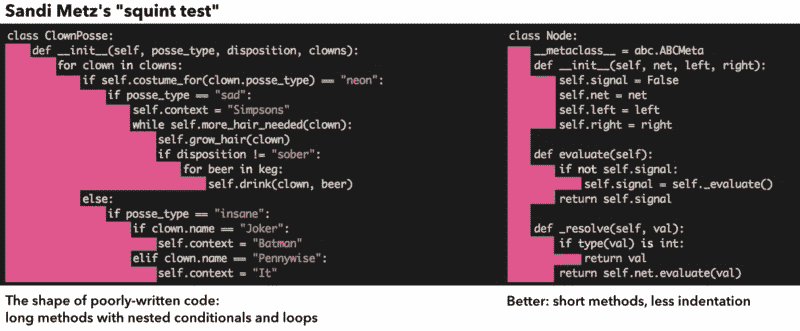 Sandi Metz's "squint test"
class ClownPosse:
def __init__(self, posse_type, disposition, clowns):
for clown in clowns:
if self.costume_for(clown.posse_type) == "neon":
if posse_type == "sad":
self.context = "Simpsons"
while self.more_hair_needed(clown):
self.grow_hair(clown)
if disposition != "sober":
for beer in keg:
self.drink(clown, beer)
else:
if posse_type == "insane":
if clown.name == "Joker":
self.context = "Batman"
elif clown.name == "Pennywise":
self.context = "It"
The shape of poorly-written code:
long methods with nested conditionals and loops
class Node:
__metaclass__ = abc.ABCMeta
def __init__(self, net, left, right):
self.signal = False
self.net = net
self.left = left
self.right = right
def evaluate(self):
if not self.signal:
self.signal = self._evaluate()
return self.signal
def _resolve(self, val):
if type(val) is int:
return val
return self.net.evaluate(val)
Better: short methods, less indentation